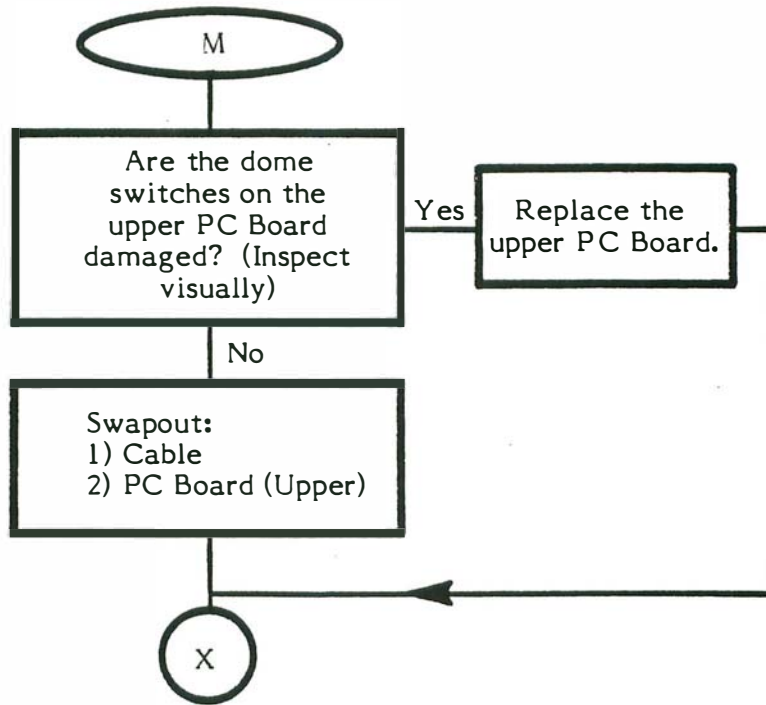 M
Are the dome
switches on the
upper PC Board
damaged? (Inspect
visually)
Yes
Replace the
upper PC Board.
No
Swapout:
1) Cable
2) PC Board (Upper)
X